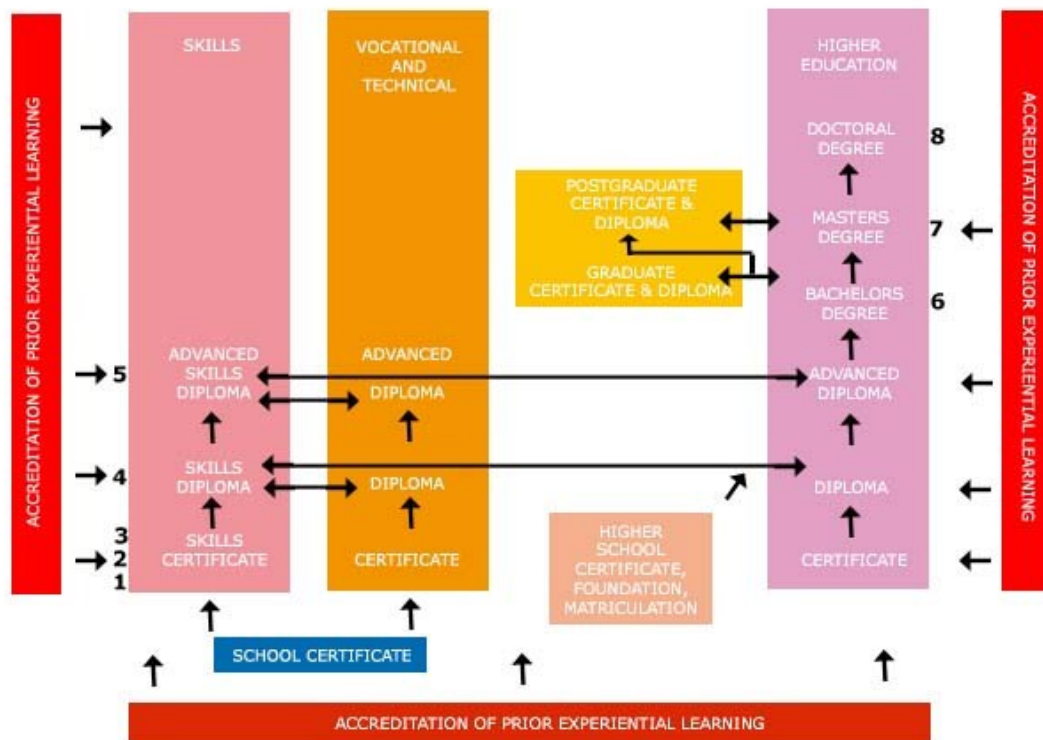 ACCREDITATION OF PRIOR EXPERIENTIAL LEARNING
SKILLS
ADVANCED
SKILLS
DIPLOMA
SKILLS
DIPLOMA
SKILLS
CERTIFICATE
5
4
3
2
1
VOCATIONAL
AND
TECHNICAL
ADVANCED
DIPLOMA
DIPLOMA
CERTIFICATE
SCHOOL CERTIFICATE
POSTGRADUATE
CERTIFICATE &
DIPLOMA
GRADUATE
CERTIFICATE & DIPLOMA
HIGHER
SCHOOL
CERTIFICATE,
FOUNDATION,
MATRICULATION
HIGHER
EDUCATION
DOCTORAL
DEGREE
MASTERS
DEGREE
BACHELORS
DEGREE
ADVANCED
DIPLOMA
DIPLOMA
CERTIFICATE
8
7
6
ACCREDITATION OF PRIOR EXPERIENTIAL LEARNING
ACCREDITATION OF PRIOR EXPERIENTIAL LEARNING